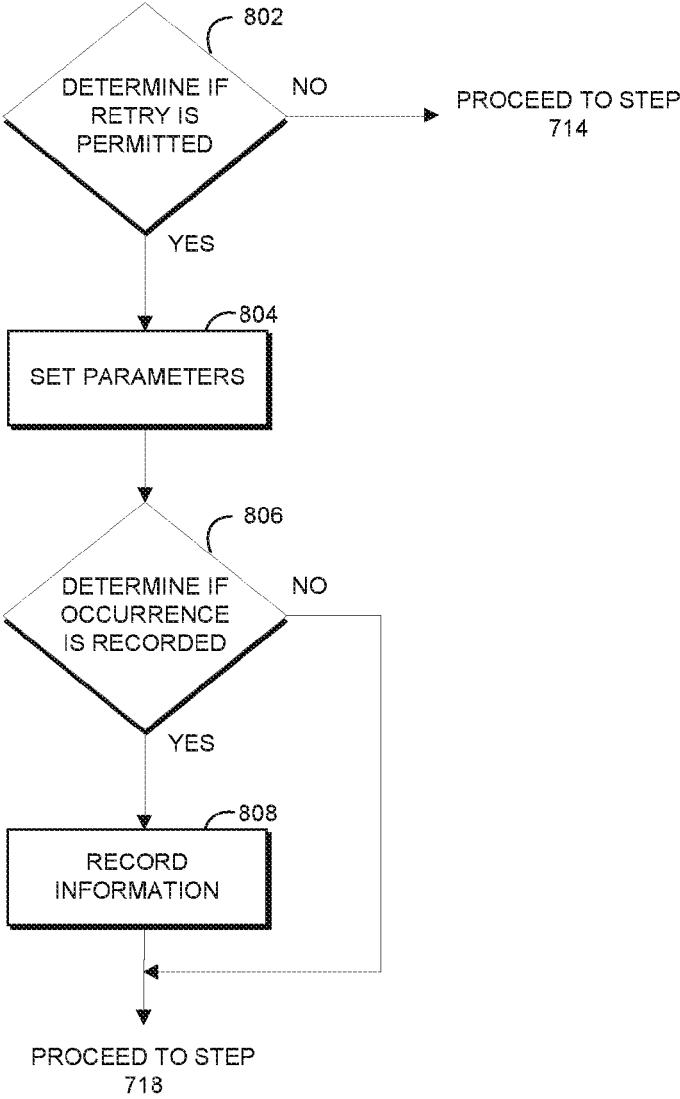 802
DETERMINE IF
RETRY IS
PERMITTED
NO
PROCEED TO STEP
714
YES
804
SET PARAMETERS
806
DETERMINE IF
OCCURRENCE
IS RECORDED
NO
YES
808
RECORD
INFORMATION
PROCEED TO STEP
718